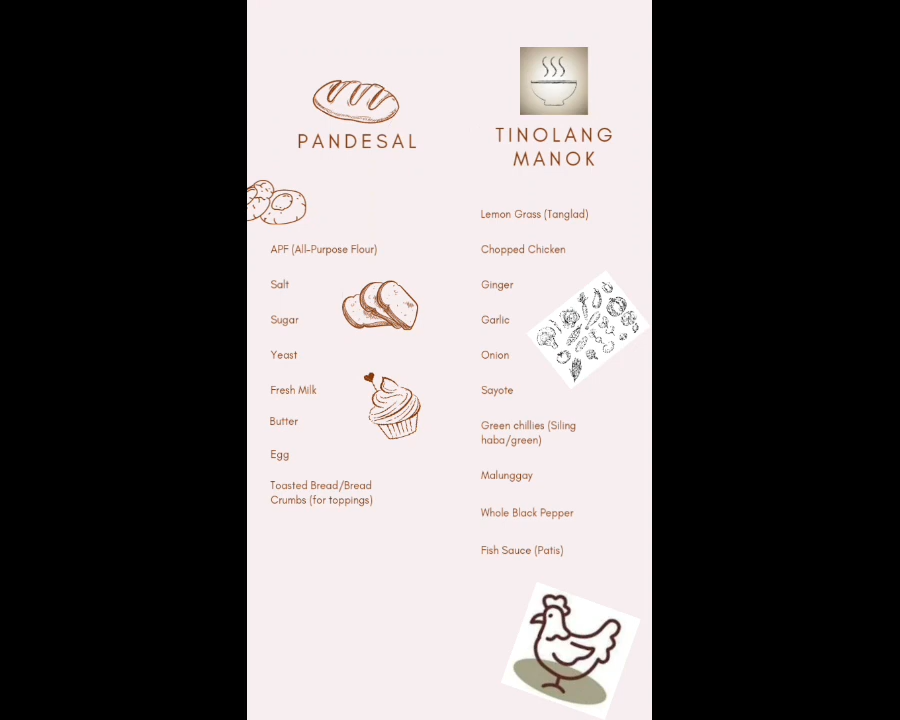 PANDESAL
APF (All-Purpose Flour)
Salt
Sugar
Yeast
Fresh Milk
Butter
Egg
Toasted Bread/Bread
Crumbs (for toppings)
TINOLANG
MANOK
Lemon Grass (Tanglad)
Chopped Chicken
Ginger
Garlic
Onion
Sayote
Green chillies (Siling
haba/green)
Malunggay
Whole Black Pepper
Fish Sauce (Patis)